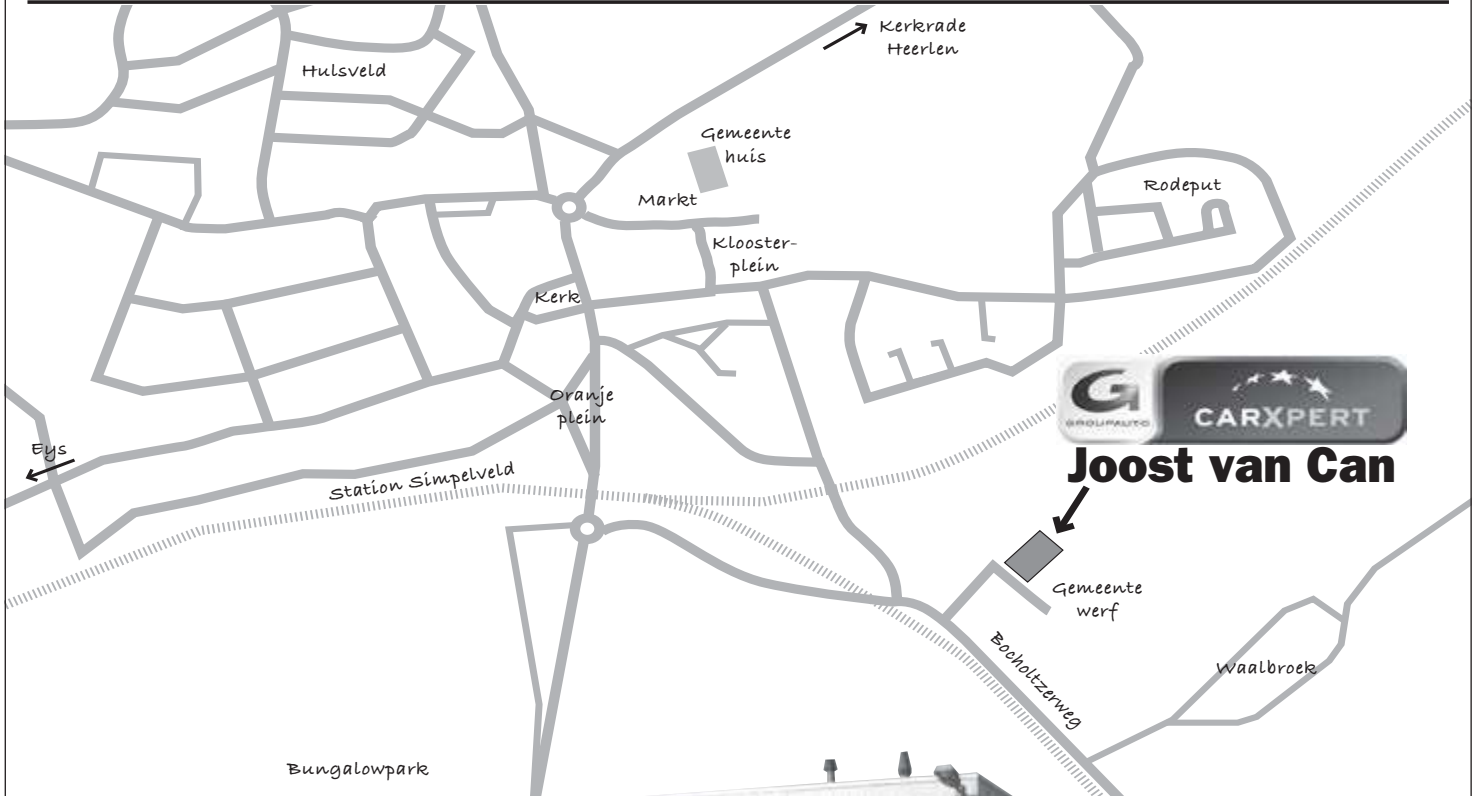 Kerkrade
Heerlen
Hulsveld
Gemeente
huis
Rodeput
Markt
Klooster-
plein
Kerk
G
GROUPAUTO
CARXPERT
Joost van Can
Oranje
plein
Eys
Station Simpelveld
Gemeente
werf
Bocholtzerweg
Waalbroek
Bungalowpark